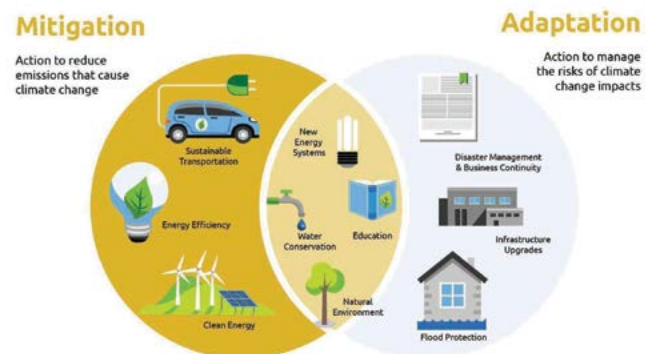 Mitigation
Action to reduce
emissions that cause
climate change
Adaptation
Action to manage
the risks of climate
change impacts
Sustainable
Transportation
Energy Efficiency
Clean Energy
New
Energy
Systems
Water
Conservation
Education
Natural
Environment
Disaster Management
& Business Continuity
Infrastructure
Upgrades
Flood Protection